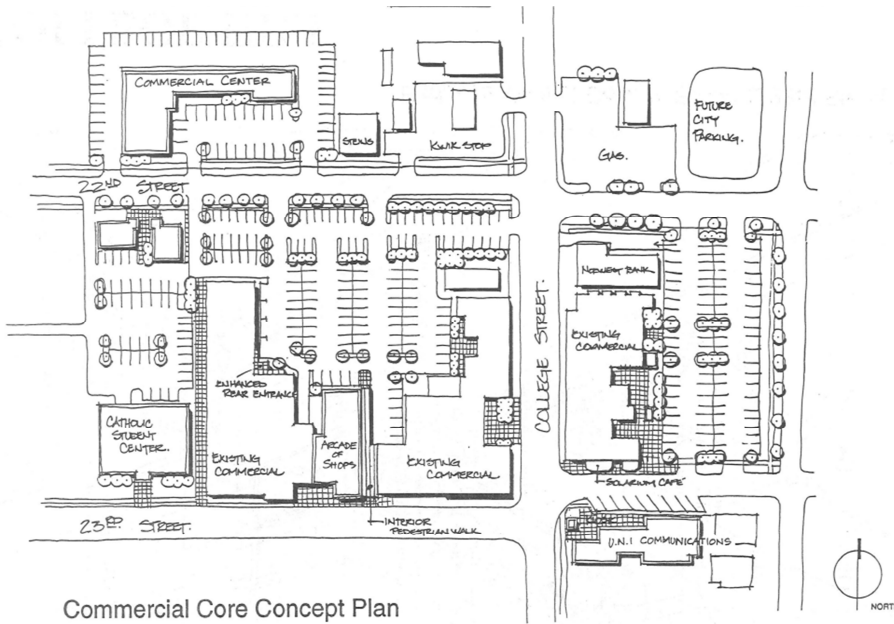 COMMERCIAL CENTER
STEINS
KWIK STOP
GAS.
FUTURE
CITY
PARKING.
22ND STREET
NORWEST BANK
COLLEGE STREET.
EXISTING
COMMERCIAL
ENHANCED
REAR ENTRANCE
CATHOLIC
STUDENT
CENTER.
EXISTING
COMMERCIAL
ARCADE
OF
SHOPS
EXISTING
COMMERCIAL
SOLARIUM CAFE
23RD. STREET.
INTERIOR
PEDESTRIAN WALK
U.N.I COMMUNICATIONS
Commercial Core Concept Plan
NORT